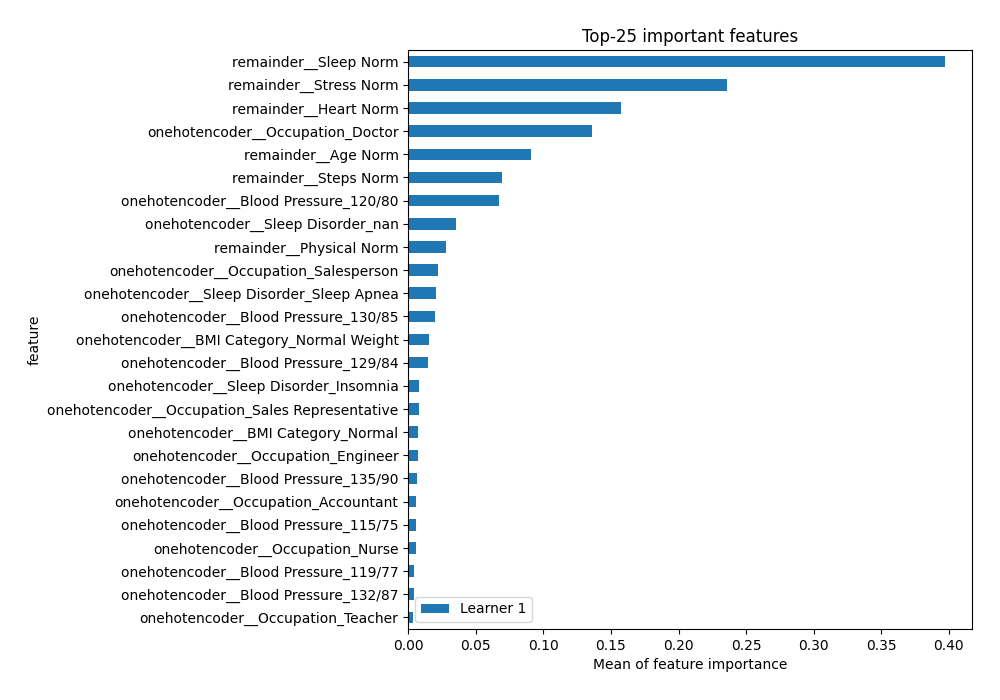 Top-25 important features
feature
remainder__Sleep Norm
remainder__Stress Norm
remainder__Heart Norm
onehotencoder__Occupation_Doctor
remainder__Age Norm
remainder__Steps Norm
onehotencoder__Blood Pressure_120/80
onehotencoder__Sleep Disorder_nan
remainder__Physical Norm
onehotencoder__Occupation_Salesperson
onehotencoder__Sleep Disorder_Sleep Apnea
onehotencoder__Blood Pressure_130/85
onehotencoder__BMI Category_Normal Weight
onehotencoder__Blood Pressure_129/84
onehotencoder__Sleep Disorder_Insomnia
onehotencoder__Occupation_Sales Representative
onehotencoder__BMI Category_Normal
onehotencoder__Occupation_Engineer
onehotencoder__Blood Pressure_135/90
onehotencoder__Occupation_Accountant
onehotencoder__Blood Pressure_115/75
onehotencoder__Occupation_Nurse
onehotencoder__Blood Pressure_119/77
onehotencoder__Blood Pressure_132/87
onehotencoder__Occupation_Teacher
Learner 1
0.00 0.05 0.10 0.15 0.20 0.25 0.30 0.35 0.40
Mean of feature importance